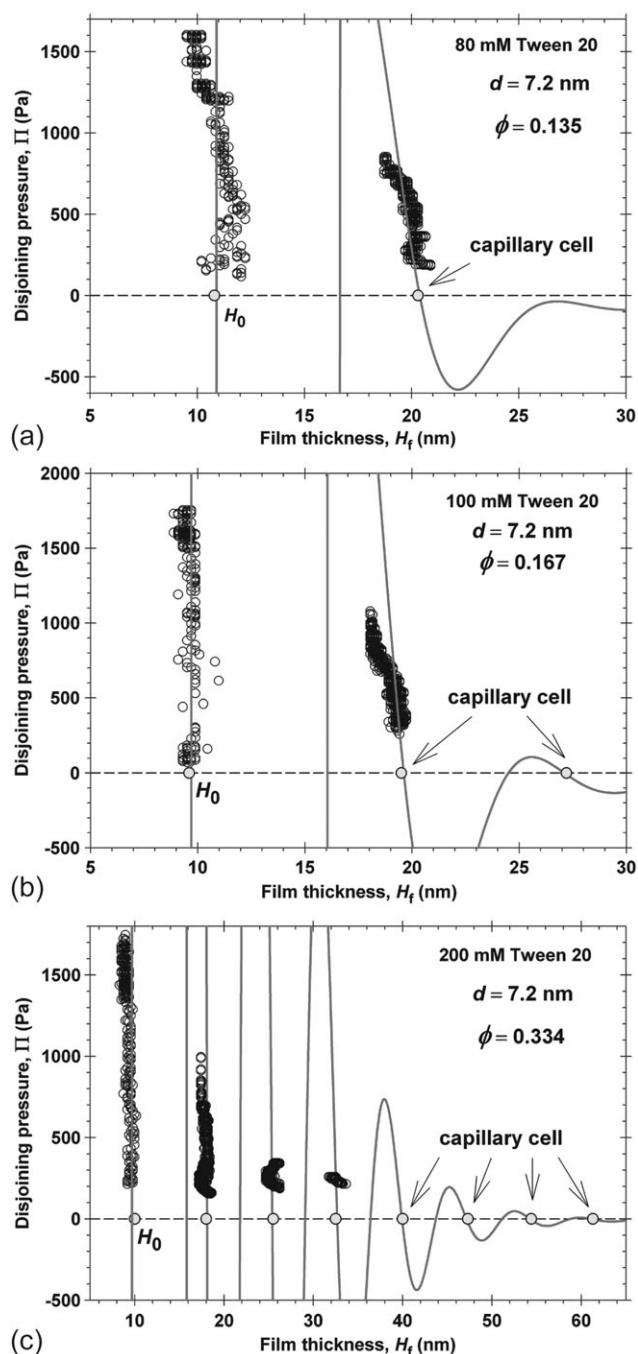 80 mM Tween 20
d = 7.2 nm
ϕ = 0.135
capillary cell
H0
Disjoining pressure, Π (Pa)
1500
1000
500
0
-500
5 10 15 20 25 30
(a)
Film thickness, Hf (nm)
100 mM Tween 20
d = 7.2 nm
ϕ = 0.167
capillary cell
H0
Disjoining pressure, Π (Pa)
2000
1500
1000
500
0
-500
5 10 15 20 25 30
(b)
Film thickness, Hf (nm)
200 mM Tween 20
d = 7.2 nm
ϕ = 0.334
capillary cell
H0
Disjoining pressure, Π (Pa)
1500
1000
500
0
-500
10 20 30 40 50 60
(c)
Film thickness, Hf (nm)